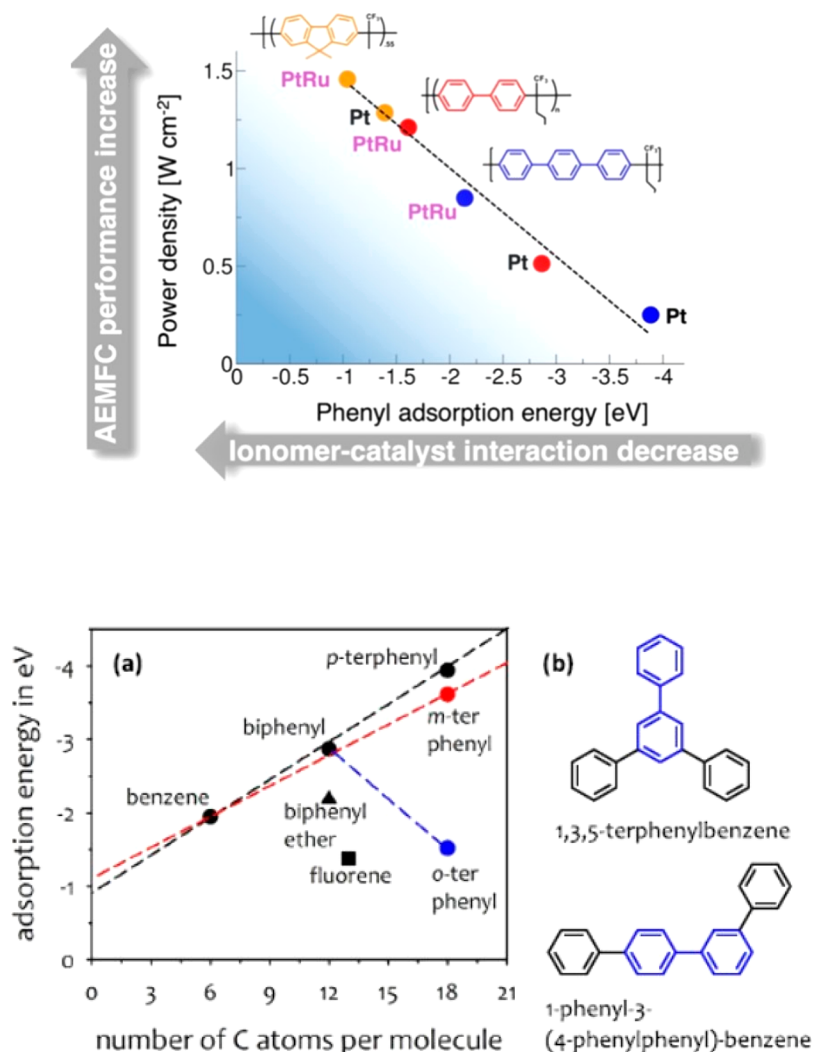 CF₃
.55
1.5
PtRu
Pt
CF₃
n
PtRu
1
CF₃
PtRu
0.5
Pt
Pt
0
0 -0.5 -1 -1.5 -2 -2.5 -3 -3.5 -4
Power density [W cm⁻²]
Phenyl adsorption energy [eV]
AEMFC performance increase
Ionomer-catalyst interaction decrease
(a)
p-terphenyl
-4
biphenyl
m-ter
phenyl
-3
benzene
-2
biphenyl
ether
fluorene
o-ter
phenyl
-1
0
0 3 6 9 12 15 18 21
adsorption energy in eV
number of C atoms per molecule
(b)
1,3,5-terphenylbenzene
1-phenyl-3-
(4-phenylphenyl)-benzene